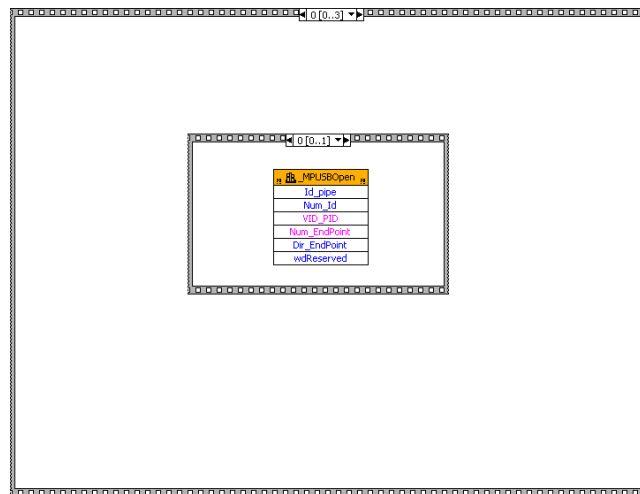 0 [0..3]
0 [0..1]
_MPUSBOpen
Id_pipe
Num_Id
VID_PID
Num_EndPoint
Dir_EndPoint
wdReserved